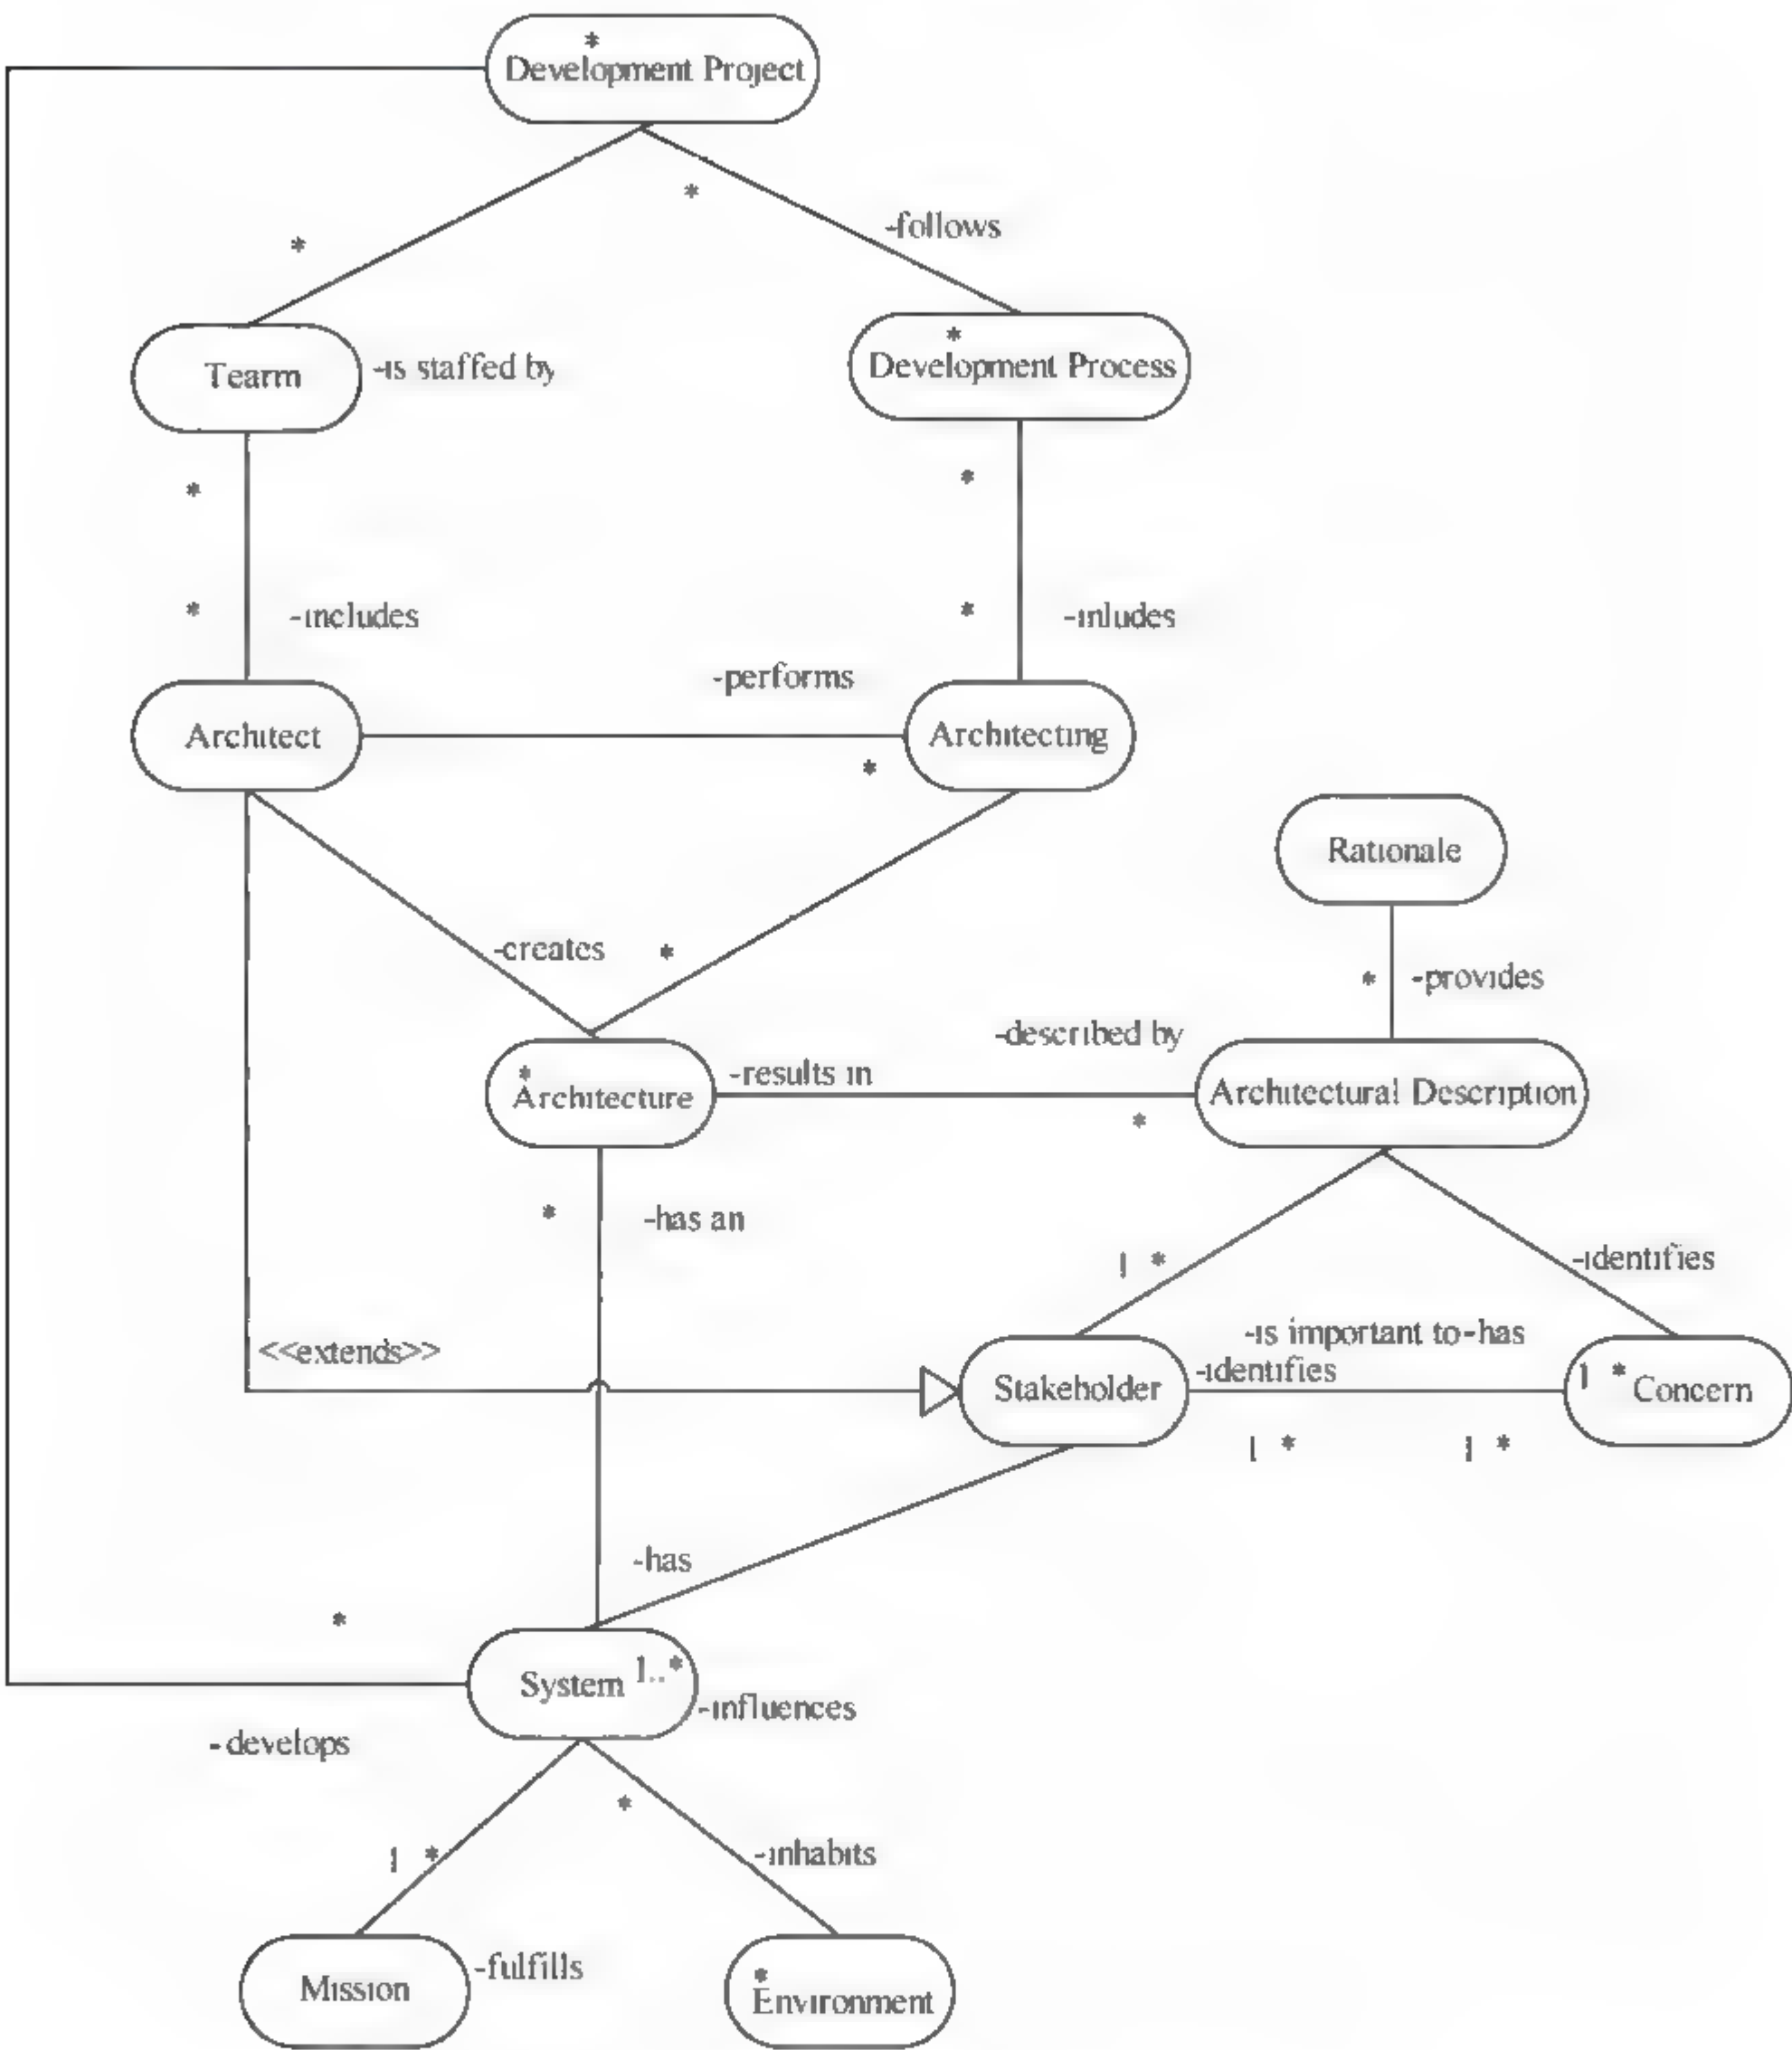 *
Development Project
*
-follows
*
Tearm
-is staffed by
*
Development Process
*
*
*
-includes
*
-inludes
-performs
Architect
Architecting
*
Rationale
-creates
*
*
-provides
-described by
-results in
*
Architecture
Architectural Description
*
*
-has an
1 *
-identifies
<<extends>>
-is important to-has
-identifies
Stakeholder
1 *
Concern
1 *
1 *
-has
*
System 1..*
-influences
-develops
*
1 *
-inhabits
Mission
-fulfills
*
Environment